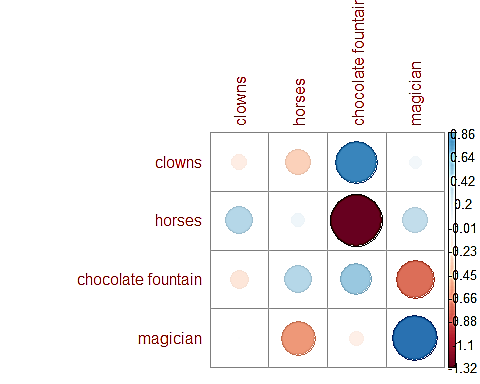 clowns
horses
chocolate fountain
magician
clowns
horses
chocolate fountain
magician
0.86
0.64
0.42
0.2
-0.01
-0.23
-0.45
-0.66
-0.88
-1.1
-1.32